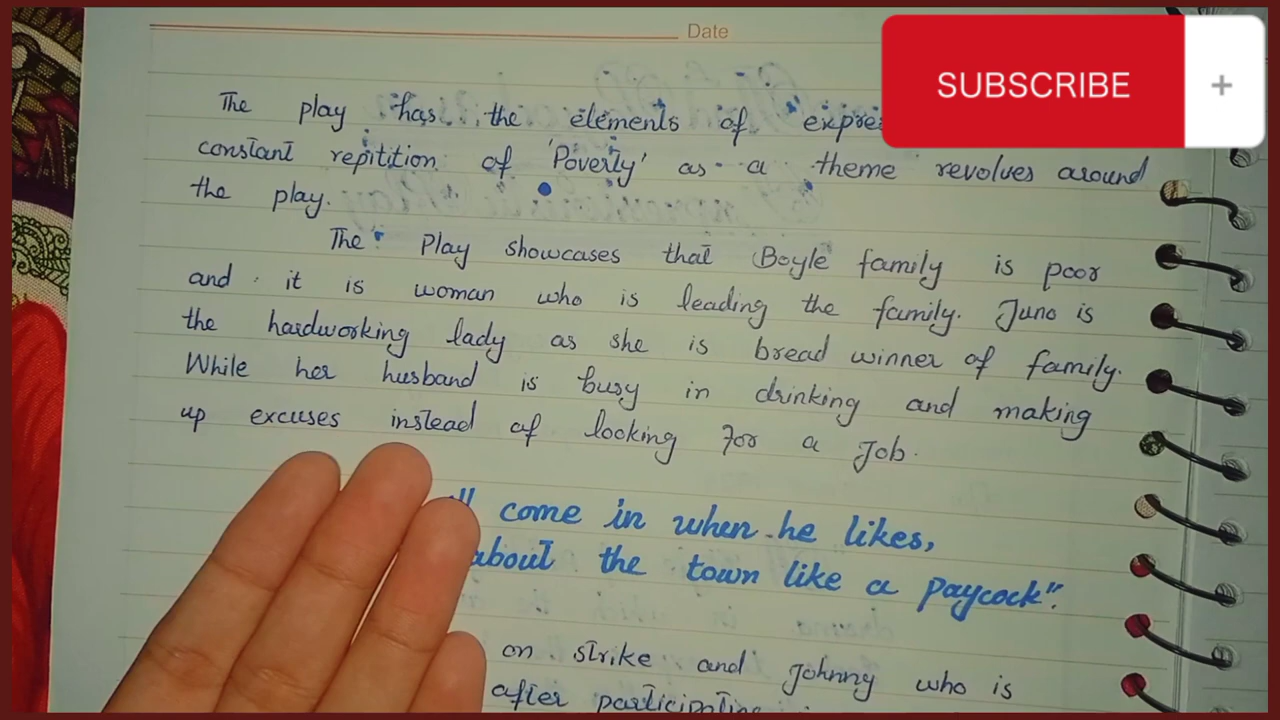 Date
SUBSCRIBE +
The play has the elements of
constant repitition of 'Poverty' as a theme revolves around
the play.
The Play showcases that Boyle family is poor
and it is woman who is leading the family. Juno is
the hardworking lady as she is bread winner of family.
While her husband is busy in drinking and making
up excuses instead of looking for a Job.
come in when he likes,
about the town like a Paycock".
on strike and Johnny who is
after participating